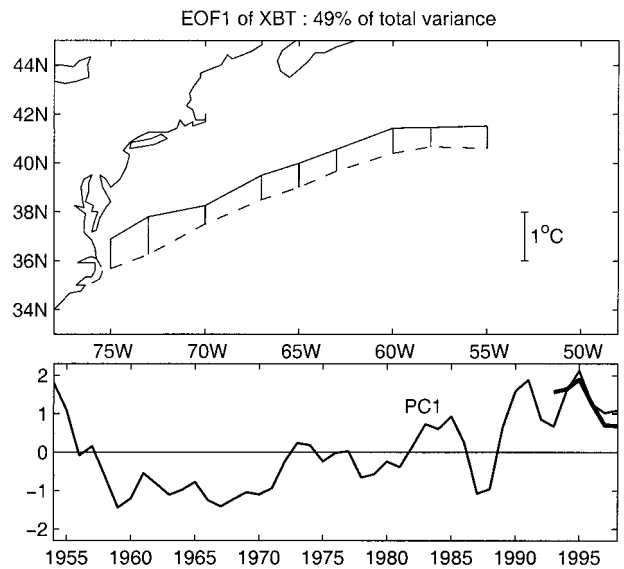 EOF1 of XBT : 49% of total variance
44N
42N
40N
38N
36N
34N
1°C
75W 70W 65W 60W 55W 50W
2
1
0
−1
−2
PC1
1955 1960 1965 1970 1975 1980 1985 1990 1995